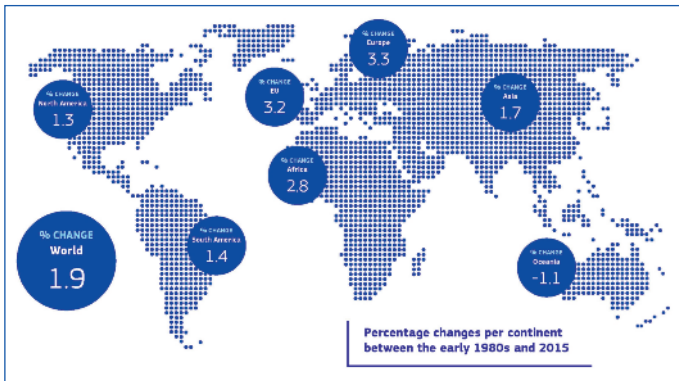 % CHANGE
Europe
3.3
% CHANGE
EU
3.2
% CHANGE
North America
1.3
% CHANGE
Asia
1.7
% CHANGE
Africa
2.8
% CHANGE
World
1.9
% CHANGE
South America
1.4
% CHANGE
Oceania
-1.1
Percentage changes per continent
between the early 1980s and 2015